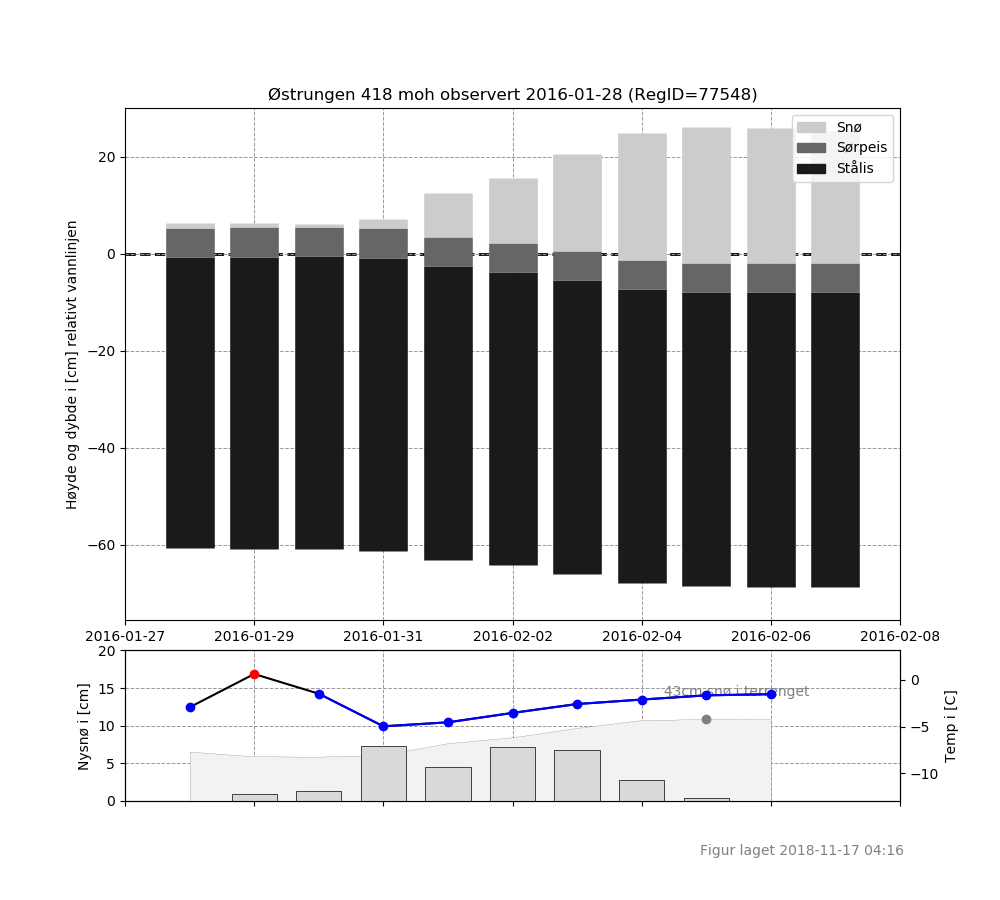 Østrungen 418 moh observert 2016-01-28 (RegID=77548)
Snø
Sørpeis
Stålis
Høyde og dybde i [cm] relativt vannlinjen
20
0
−20
−40
−60
2016-01-27 2016-01-29 2016-01-31 2016-02-02 2016-02-04 2016-02-06 2016-02-08
Nysnø i [cm]
20
15
10
5
0
43cm snø i terrenget
0
−5
−10
Temp i [C]
Figur laget 2018-11-17 04:16